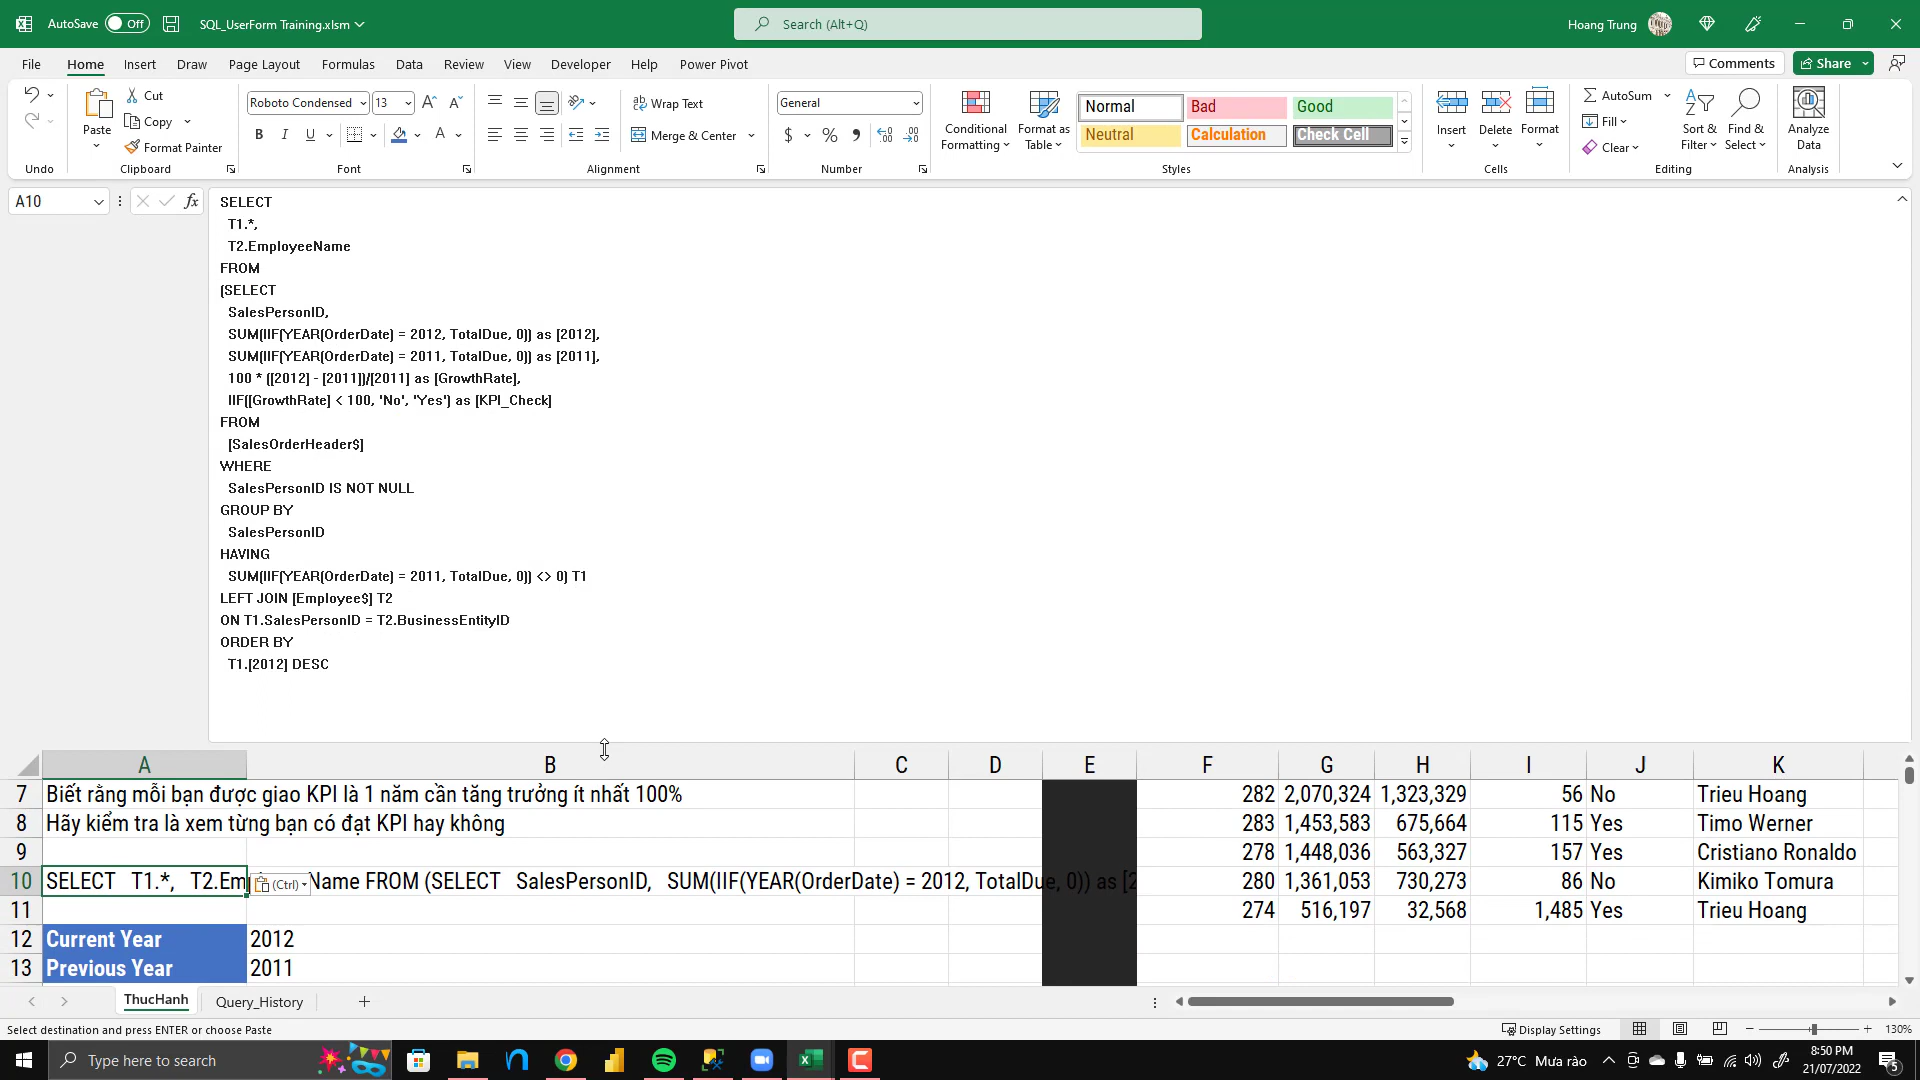 AutoSave Off SQL_UserForm Training.xlsm Search (Alt+Q) Hoang Trung
File Home Insert Draw Page Layout Formulas Data Review View Developer Help Power Pivot Comments Share
Cut Roboto Condensed 13 Wrap Text General Normal Bad Good AutoSum
Paste Copy Conditional Formatting Format as Table Insert Delete Format Fill Sort & Filter Find & Select Analyze Data
Format Painter B I U Merge & Center $ % Neutral Calculation Check Cell Clear
Undo Clipboard Font Alignment Number Styles Cells Editing Analysis
A10 fx
SELECT
T1.*,
T2.EmployeeName
FROM
(SELECT
SalesPersonID,
SUM(IIF(YEAR(OrderDate) = 2012, TotalDue, 0)) as [2012],
SUM(IIF(YEAR(OrderDate) = 2011, TotalDue, 0)) as [2011],
100 * ([2012] - [2011])/[2011] as [GrowthRate],
IIF([GrowthRate] < 100, 'No', 'Yes') as [KPI_Check]
FROM
[SalesOrderHeader$]
WHERE
SalesPersonID IS NOT NULL
GROUP BY
SalesPersonID
HAVING
SUM(IIF(YEAR(OrderDate) = 2011, TotalDue, 0)) <> 0) T1
LEFT JOIN [Employee$] T2
ON T1.SalesPersonID = T2.BusinessEntityID
ORDER BY
T1.[2012] DESC
A B C D E F G H I J K
7 Biết rằng mỗi bạn được giao KPI là 1 năm cần tăng trưởng ít nhất 100% 282 2,070,324 1,323,329 56 No Trieu Hoang
8 Hãy kiểm tra là xem từng bạn có đạt KPI hay không 283 1,453,583 675,664 115 Yes Timo Werner
9 278 1,448,036 563,327 157 Yes Cristiano Ronaldo
10 SELECT T1.*, T2.Em (Ctrl) Name FROM (SELECT SalesPersonID, SUM(IIF(YEAR(OrderDate) = 2012, TotalDue, 0)) as [2 280 1,361,053 730,273 86 No Kimiko Tomura
11 274 516,197 32,568 1,485 Yes Trieu Hoang
12 Current Year 2012
13 Previous Year 2011
ThucHanh Query_History
Select destination and press ENTER or choose Paste Display Settings 130%
Type here to search 27°C Mưa rào 8:50 PM
21/07/2022 5